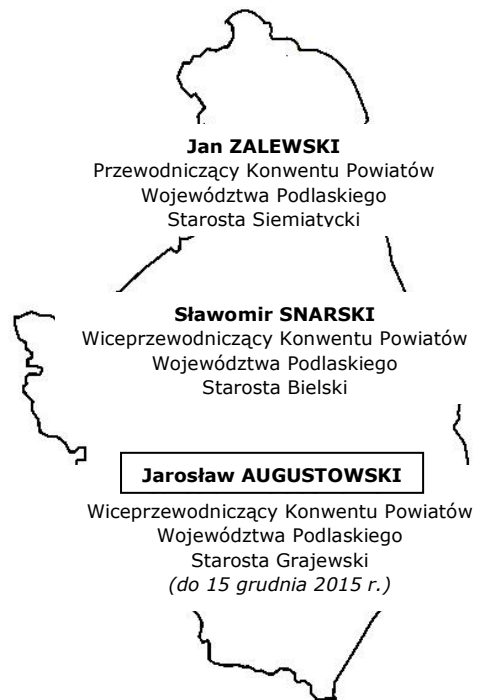 Jan ZALEWSKI
Przewodniczący Konwentu Powiatów
Województwa Podlaskiego
Starosta Siemiatycki
Sławomir SNARSKI
Wiceprzewodniczący Konwentu Powiatów
Województwa Podlaskiego
Starosta Bielski
Jarosław AUGUSTOWSKI
Wiceprzewodniczący Konwentu Powiatów
Województwa Podlaskiego
Starosta Grajewski
(do 15 grudnia 2015 r.)